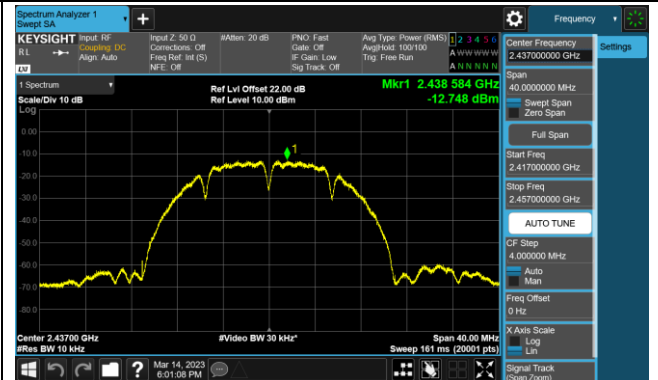 Spectrum Analyzer 1
Swept SA
Frequency
KEYSIGHT
RL
LXI
Input: RF
Coupling: DC
Align: Auto
Input Z: 50 Ω
Corrections: Off
Freq Ref: Int (S)
NFE: Off
#Atten: 20 dB
PNO: Fast
Gate: Off
IF Gain: Low
Sig Track: Off
Avg Type: Power (RMS)
Avg|Hold: 100/100
Trig: Free Run
1 2 3 4 5 6
A W W W W W
A N N N N N
1 Spectrum
Scale/Div 10 dB
Log
Ref Lvl Offset 22.00 dB
Ref Level 10.00 dBm
Mkr1 2.438 584 GHz
-12.748 dBm
1
0.00
-10.0
-20.0
-30.0
-40.0
-50.0
-60.0
-70.0
-80.0
Center 2.43700 GHz
#Res BW 10 kHz
#Video BW 30 kHz*
Span 40.00 MHz
Sweep 161 ms (20001 pts)
Center Frequency
2.437000000 GHz
Settings
Span
40.0000000 MHz
Swept Span
Zero Span
Full Span
Start Freq
2.417000000 GHz
Stop Freq
2.457000000 GHz
AUTO TUNE
CF Step
4.000000 MHz
Auto
Man
Freq Offset
0 Hz
X Axis Scale
Log
Lin
Signal Track
(Span Zoom)
Mar 14, 2023
6:01:08 PM